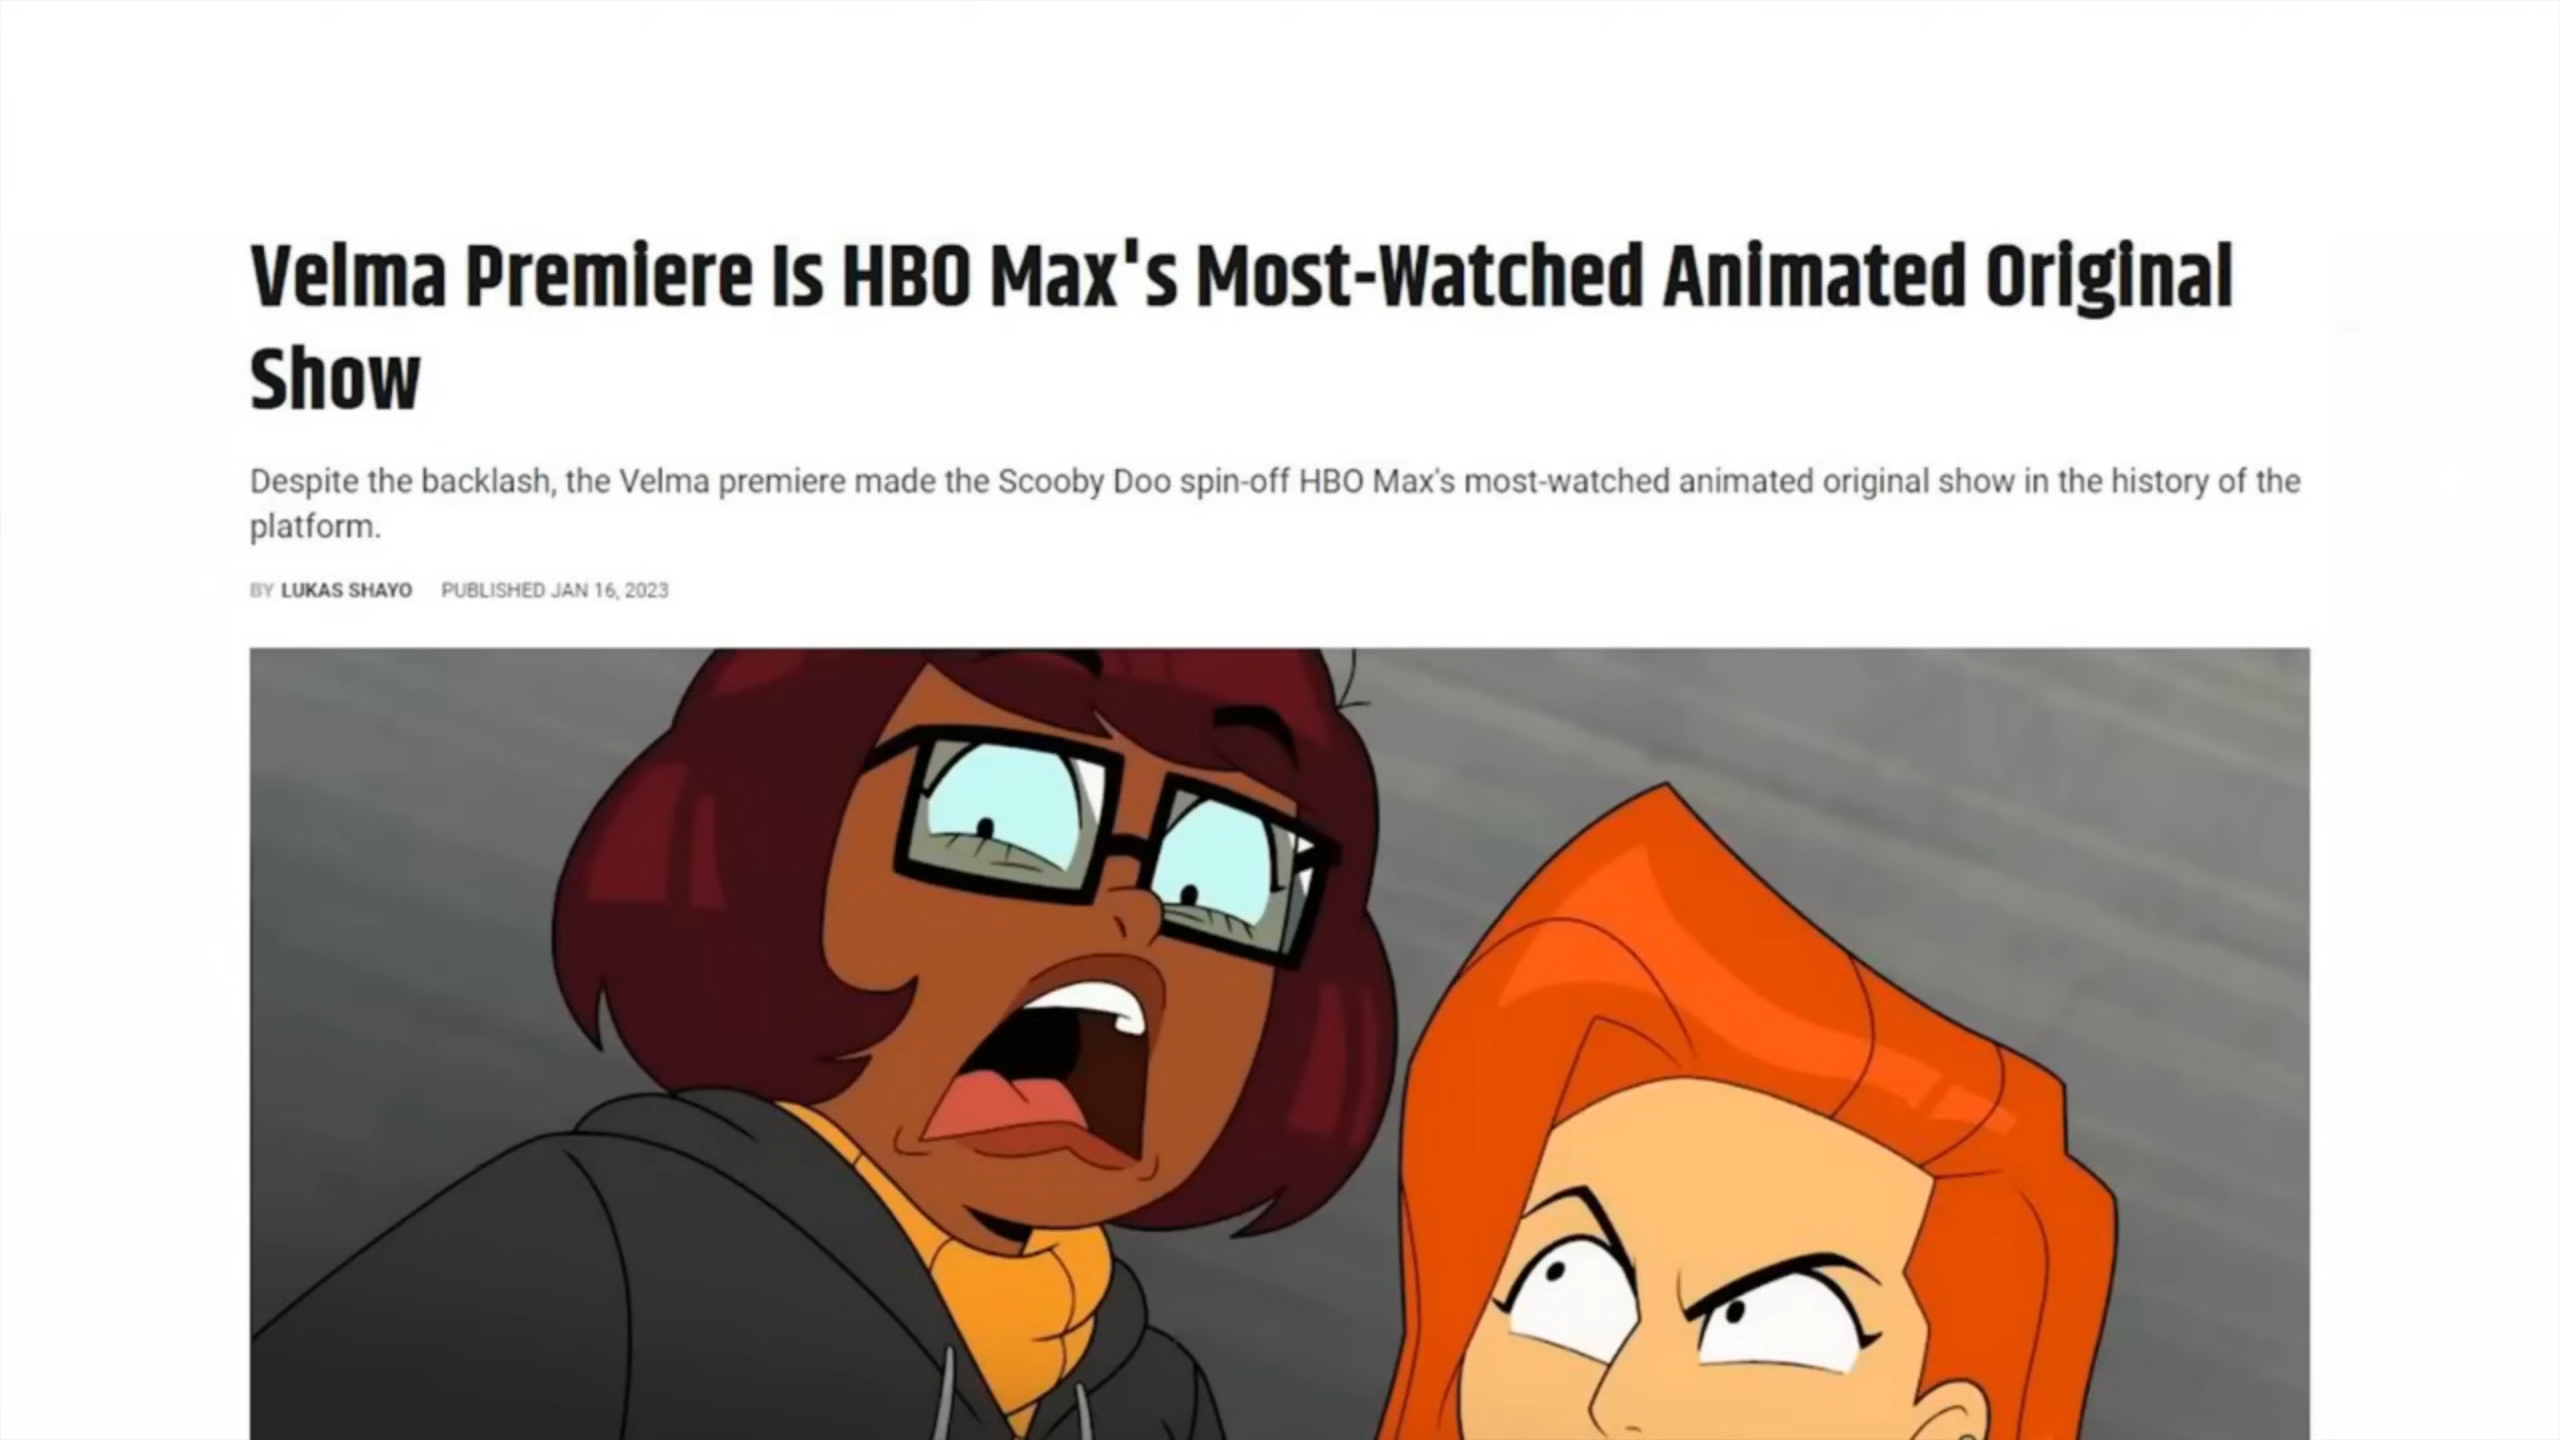 Velma Premiere Is HBO Max's Most-Watched Animated Original
Show
Despite the backlash, the Velma premiere made the Scooby Doo spin-off HBO Max's most-watched animated original show in the history of the
platform.
BY LUKAS SHAYO PUBLISHED JAN 16, 2023